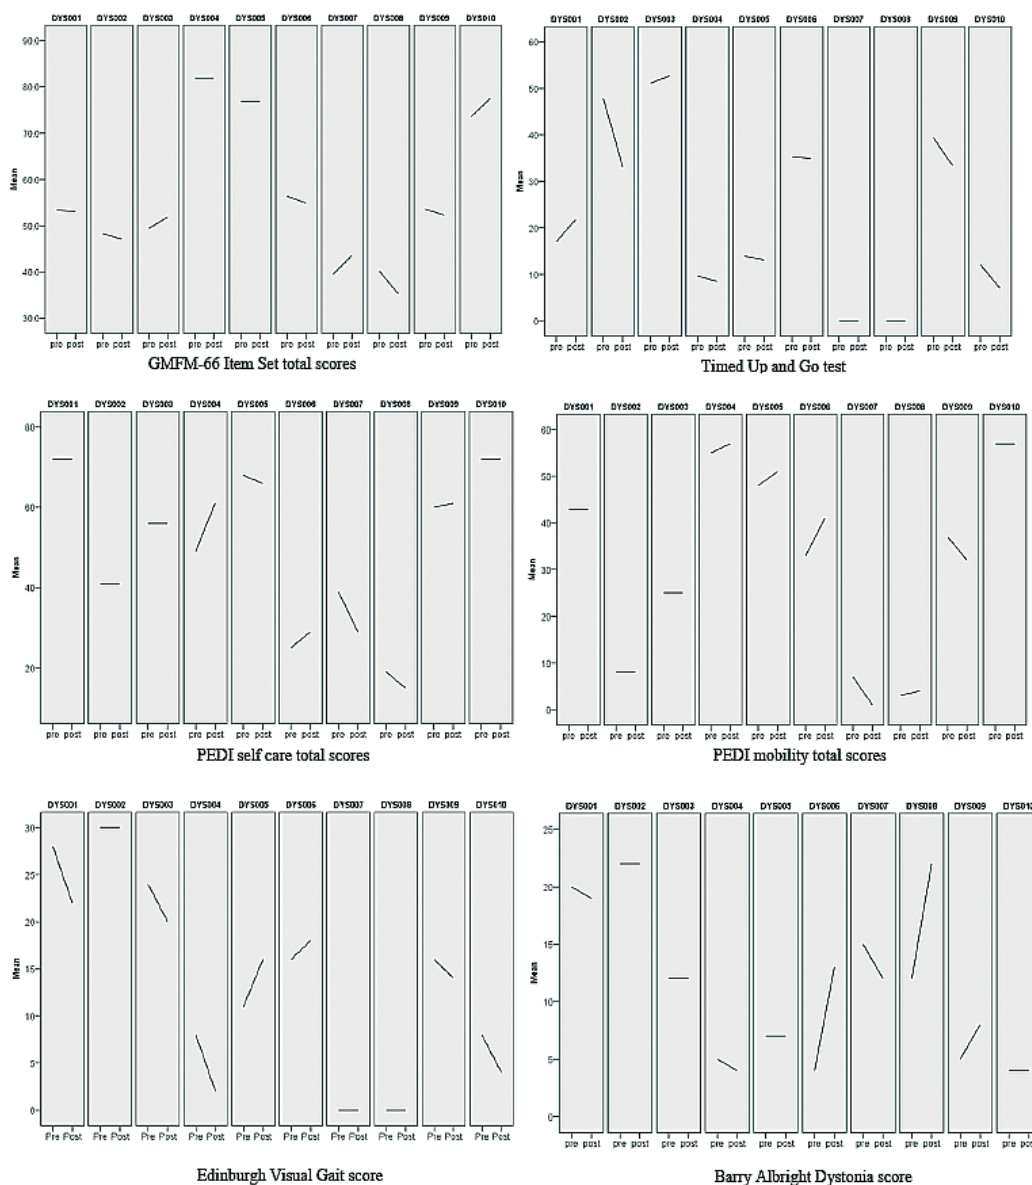 DYS001 DYS002 DYS003 DYS004 DYS005 DYS006 DYS007 DYS008 DYS009 DYS010
90.0
80.0
70.0
60.0
50.0
40.0
30.0
Mean
pre post pre post pre post pre post pre post pre post pre post pre post pre post pre post
GMFM-66 Item Set total scores
DYS001 DYS002 DYS003 DYS004 DYS005 DYS006 DYS007 DYS008 DYS009 DYS010
60
50
40
30
20
10
0
Mean
pre post pre post pre post pre post pre post pre post pre post pre post pre post pre post
Timed Up and Go test
DYS001 DYS002 DYS003 DYS004 DYS005 DYS006 DYS007 DYS008 DYS009 DYS010
80
60
40
20
Mean
pre post pre post pre post pre post pre post pre post pre post pre post pre post pre post
PEDI self care total scores
DYS001 DYS002 DYS003 DYS004 DYS005 DYS006 DYS007 DYS008 DYS009 DYS010
60
50
40
30
20
10
0
Mean
pre post pre post pre post pre post pre post pre post pre post pre post pre post pre post
PEDI mobility total scores
DYS001 DYS002 DYS003 DYS004 DYS005 DYS006 DYS007 DYS008 DYS009 DYS010
30
25
20
15
10
5
0
Mean
Pre Post Pre Post Pre Post Pre Post Pre Post Pre Post Pre Post Pre Post Pre Post Pre Post
Edinburgh Visual Gait score
DYS001 DYS002 DYS003 DYS004 DYS005 DYS006 DYS007 DYS008 DYS009
25
20
15
10
5
0
Mean
pre post pre post pre post pre post pre post pre post pre post pre post pre post pre
Barry Albright Dystonia score